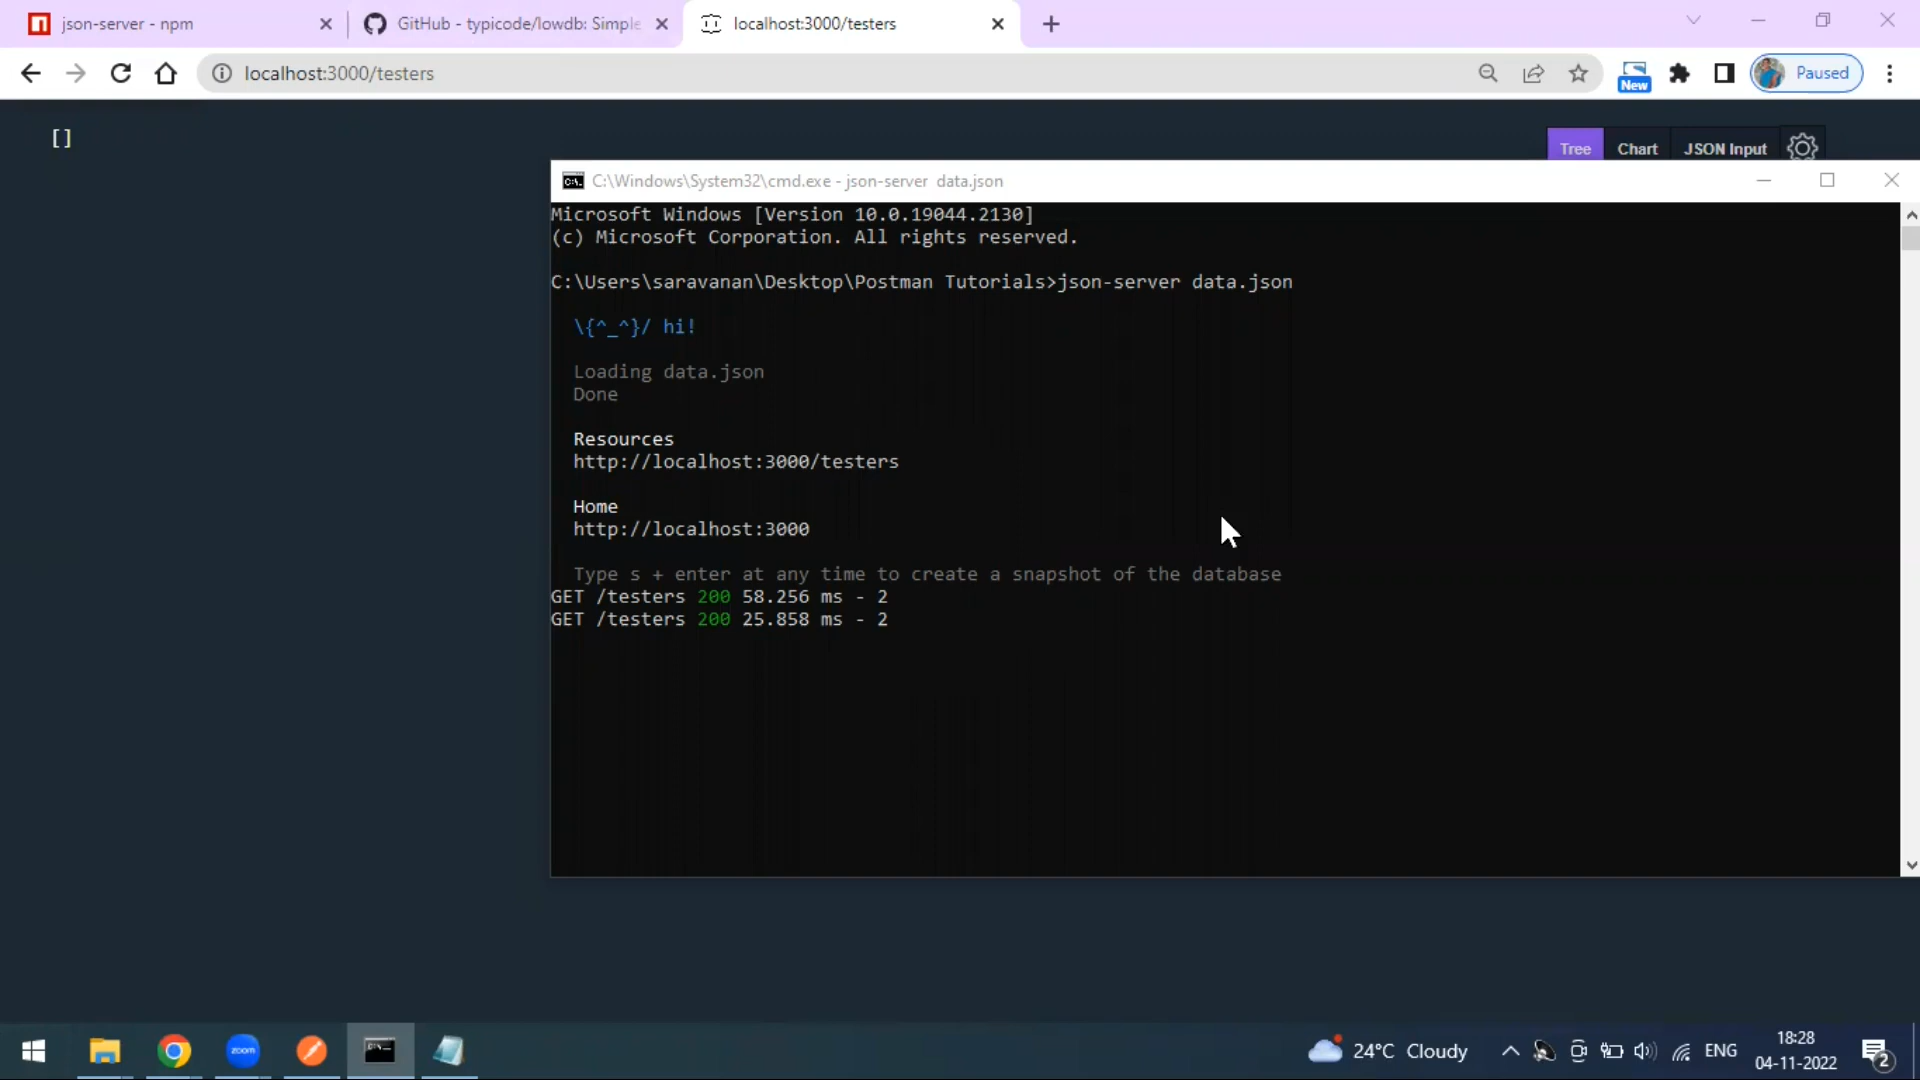 json-server - npm
GitHub - typicode/lowdb: Simple
localhost:3000/testers
localhost:3000/testers
New
Paused
[]
Tree
Chart
JSON Input
C:\Windows\System32\cmd.exe - json-server data.json
Microsoft Windows [Version 10.0.19044.2130]
(c) Microsoft Corporation. All rights reserved.
C:\Users\saravanan\Desktop\Postman Tutorials>json-server data.json
\{^_^}/ hi!
Loading data.json
Done
Resources
http://localhost:3000/testers
Home
http://localhost:3000
Type s + enter at any time to create a snapshot of the database
GET /testers 200 58.256 ms - 2
GET /testers 200 25.858 ms - 2
zoom
24°C Cloudy
ENG
18:28
04-11-2022
2